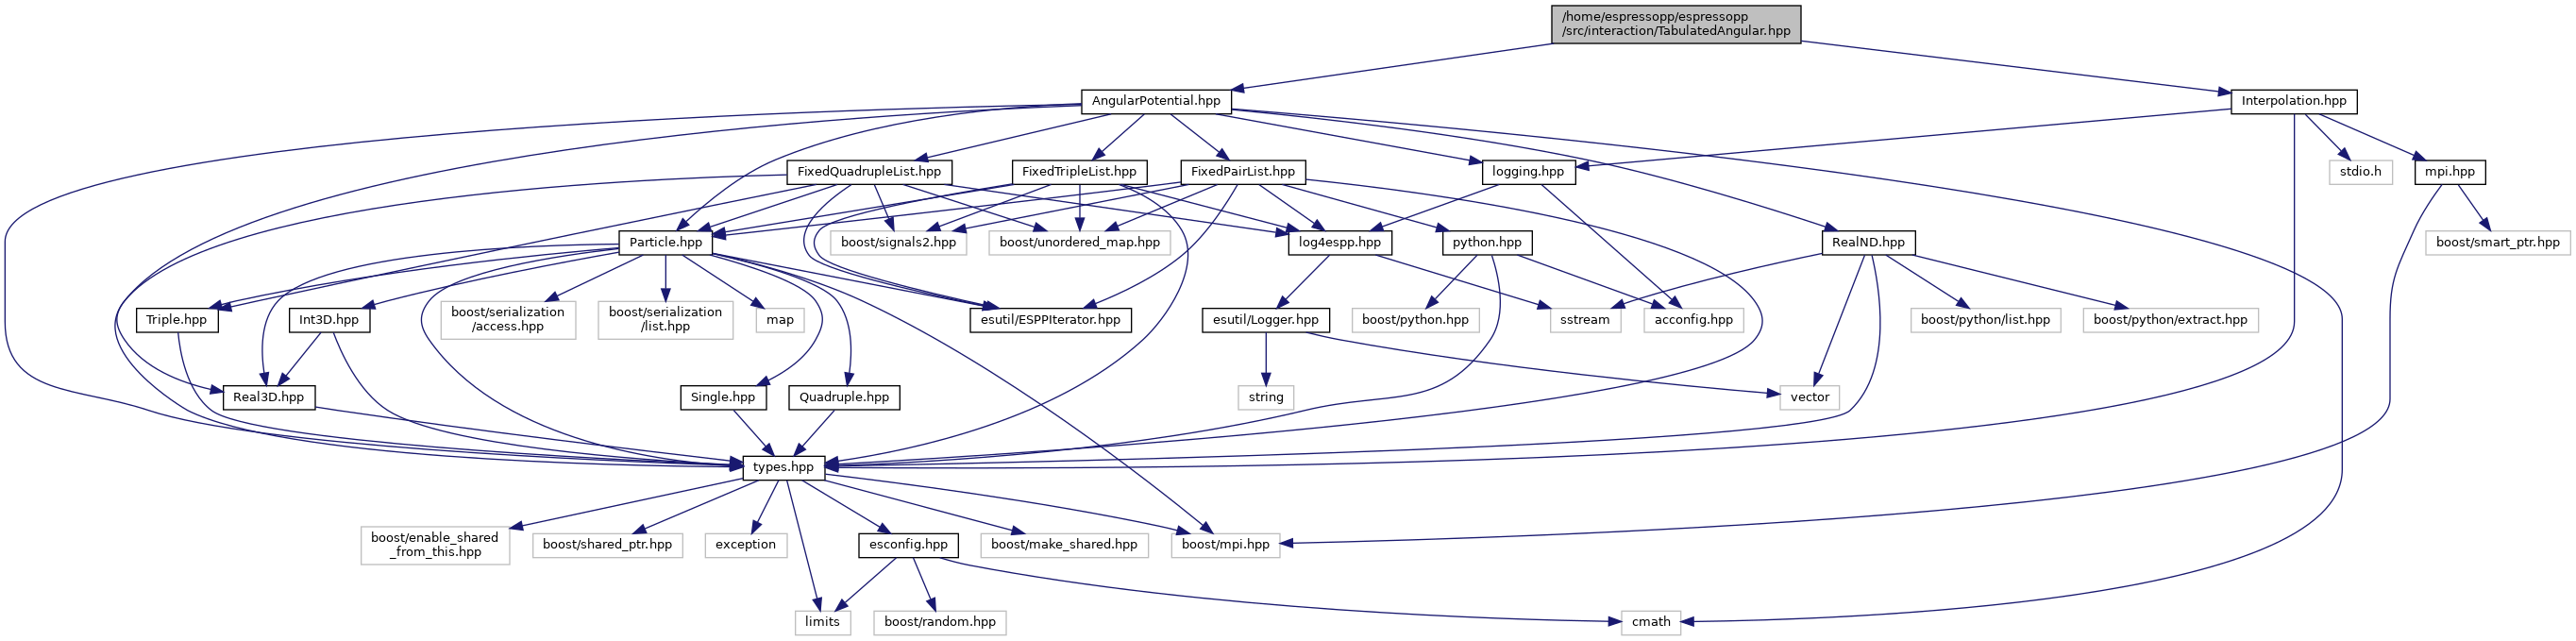 /home/espressopp/espressopp
/src/interaction/TabulatedAngular.hpp
AngularPotential.hpp
Interpolation.hpp
FixedQuadrupleList.hpp
FixedTripleList.hpp
FixedPairList.hpp
logging.hpp
stdio.h
mpi.hpp
Particle.hpp
boost/signals2.hpp
boost/unordered_map.hpp
log4espp.hpp
python.hpp
RealND.hpp
boost/smart_ptr.hpp
Triple.hpp
Int3D.hpp
boost/serialization
/access.hpp
boost/serialization
/list.hpp
map
esutil/ESPPIterator.hpp
esutil/Logger.hpp
boost/python.hpp
sstream
acconfig.hpp
boost/python/list.hpp
boost/python/extract.hpp
Real3D.hpp
Single.hpp
Quadruple.hpp
string
vector
types.hpp
boost/enable_shared
_from_this.hpp
boost/shared_ptr.hpp
exception
esconfig.hpp
boost/make_shared.hpp
boost/mpi.hpp
limits
boost/random.hpp
cmath